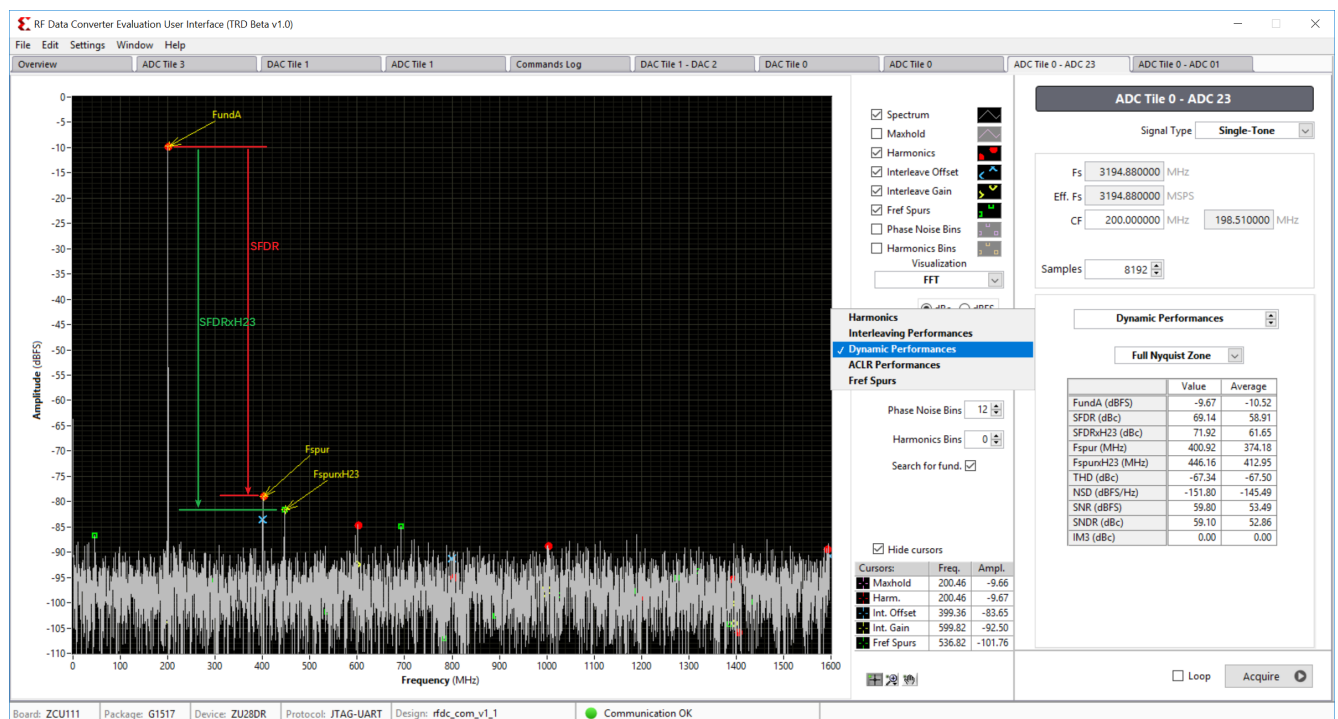 RF Data Converter Evaluation User Interface (TRD Beta v1.0)
File Edit Settings Window Help
Overview ADC Tile 3 DAC Tile 1 ADC Tile 1 Commands Log DAC Tile 1 - DAC 2 DAC Tile 0 ADC Tile 0 ADC Tile 0 - ADC 23 ADC Tile 0 - ADC 01
0
-5
-10
-15
-20
-25
-30
-35
-40
-45
-50
-55
-60
-65
-70
-75
-80
-85
-90
-95
-100
-105
-110
Amplitude (dBFS)
FundA
SFDR
SFDRxH23
Fspur
FspurxH23
0 100 200 300 400 500 600 700 800 900 1000 1100 1200 1300 1400 1500 1600
Frequency (MHz)
Spectrum
Maxhold
Harmonics
Interleave Offset
Interleave Gain
Fref Spurs
Phase Noise Bins
Harmonics Bins
Visualization
FFT
Harmonics
Interleaving Performances
✓ Dynamic Performances
ACLR Performances
Fref Spurs
Phase Noise Bins 12
Harmonics Bins 0
Search for fund.
Hide cursors
Cursors: Freq. Ampl.
Maxhold 200.46 -9.66
Harm. 200.46 -9.67
Int. Offset 399.36 -83.65
Int. Gain 599.82 -92.50
Fref Spurs 536.82 -101.76
ADC Tile 0 - ADC 23
Signal Type Single-Tone
Fs 3194.880000 MHz
Eff. Fs 3194.880000 MSPS
CF 200.000000 MHz 198.510000 MHz
Samples 8192
Dynamic Performances
Full Nyquist Zone
Value Average
FundA (dBFS) -9.67 -10.52
SFDR (dBc) 69.14 58.91
SFDRxH23 (dBc) 71.92 61.65
Fspur (MHz) 400.92 374.18
FspurxH23 (MHz) 446.16 412.95
THD (dBc) -67.34 -67.50
NSD (dBFS/Hz) -151.80 -145.49
SNR (dBFS) 59.80 53.49
SNDR (dBc) 59.10 52.86
IM3 (dBc) 0.00 0.00
Loop Acquire
Board: ZCU111 Package: G1517 Device: ZU28DR Protocol: JTAG-UART Design: rfdc_com_v1_1 Communication OK